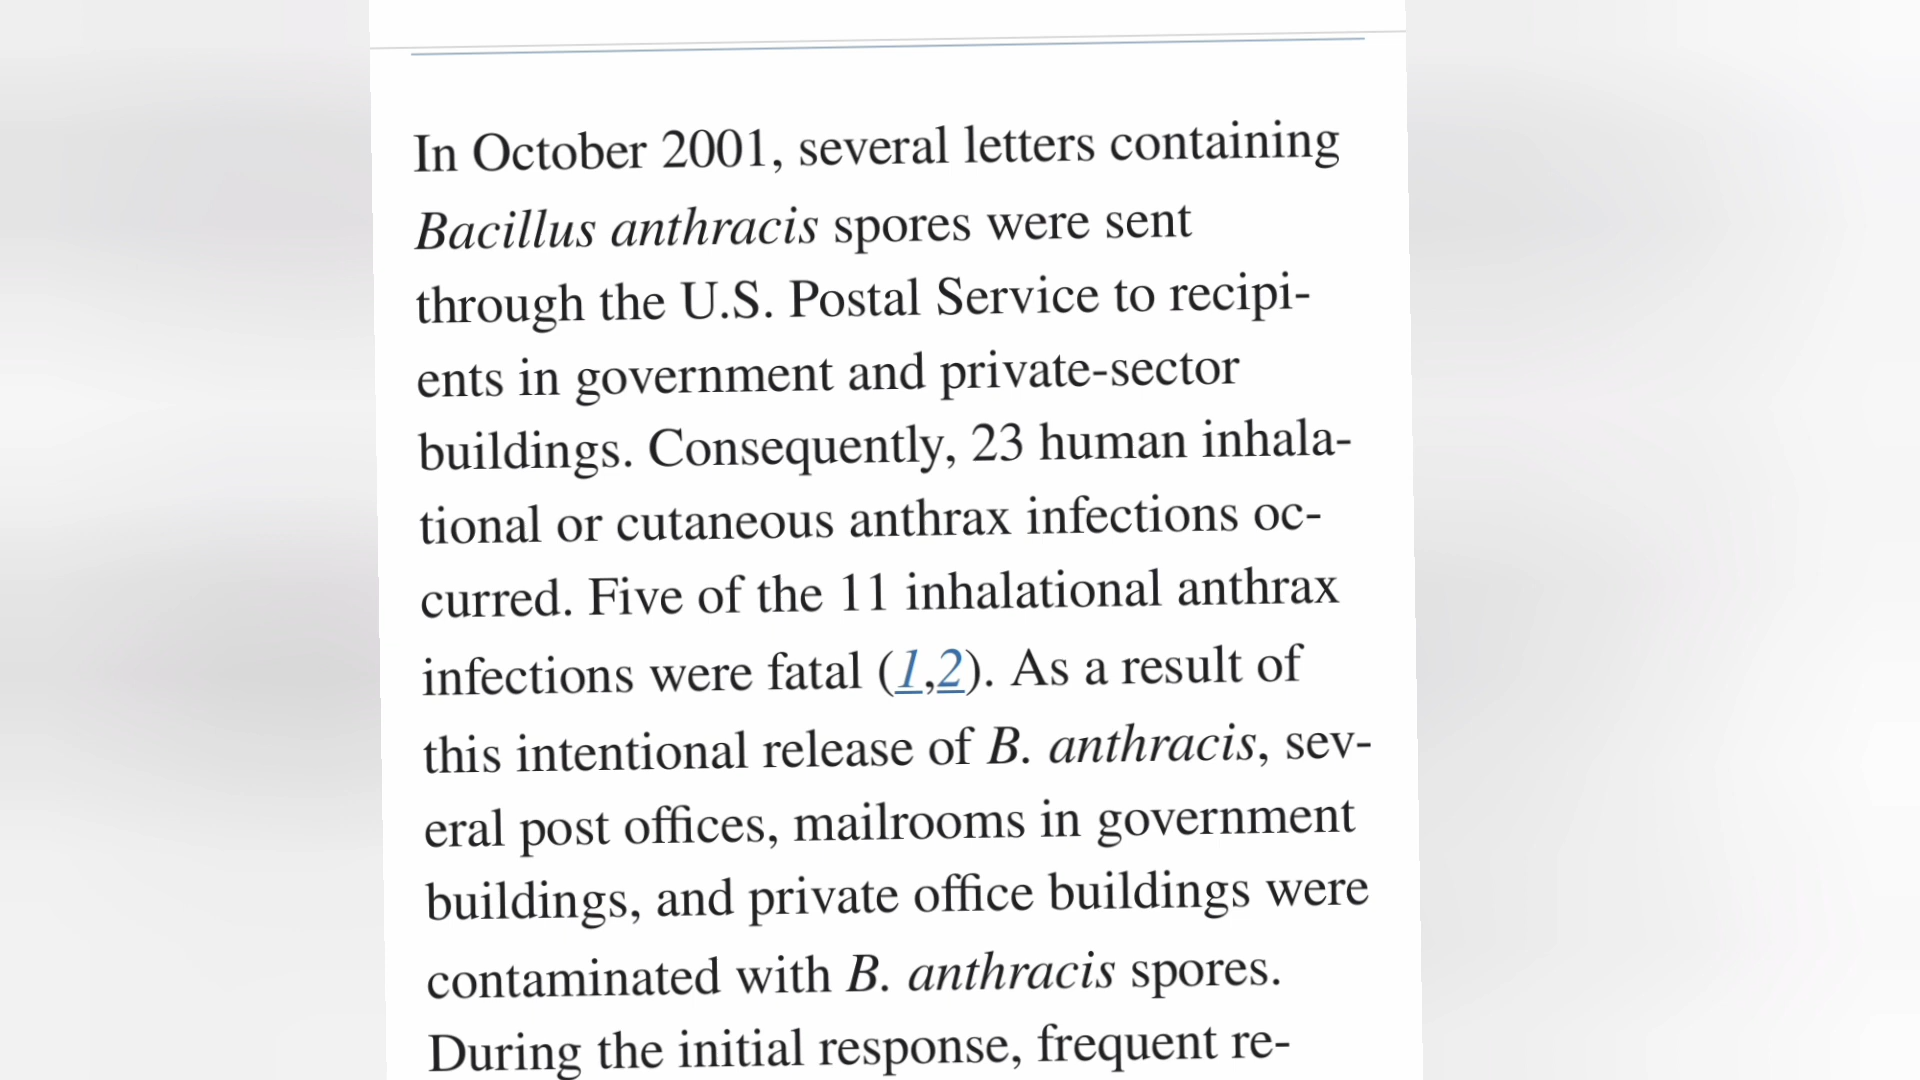 In October 2001, several letters containing
Bacillus anthracis spores were sent
through the U.S. Postal Service to recipi-
ents in government and private-sector
buildings. Consequently, 23 human inhala-
tional or cutaneous anthrax infections oc-
curred. Five of the 11 inhalational anthrax
infections were fatal (1,2). As a result of
this intentional release of B. anthracis, sev-
eral post offices, mailrooms in government
buildings, and private office buildings were
contaminated with B. anthracis spores.
During the initial response, frequent re-